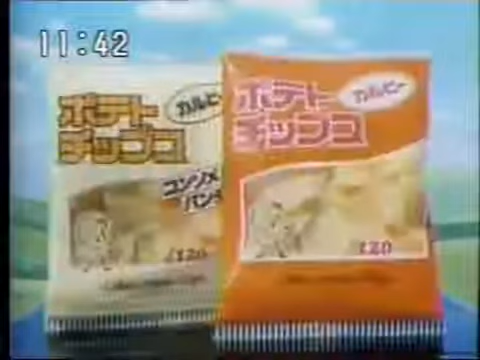 11:42
ポテト
チップス
カルビー
コンソメ
パンチ
120
ポテト
チップス
カルビー
120